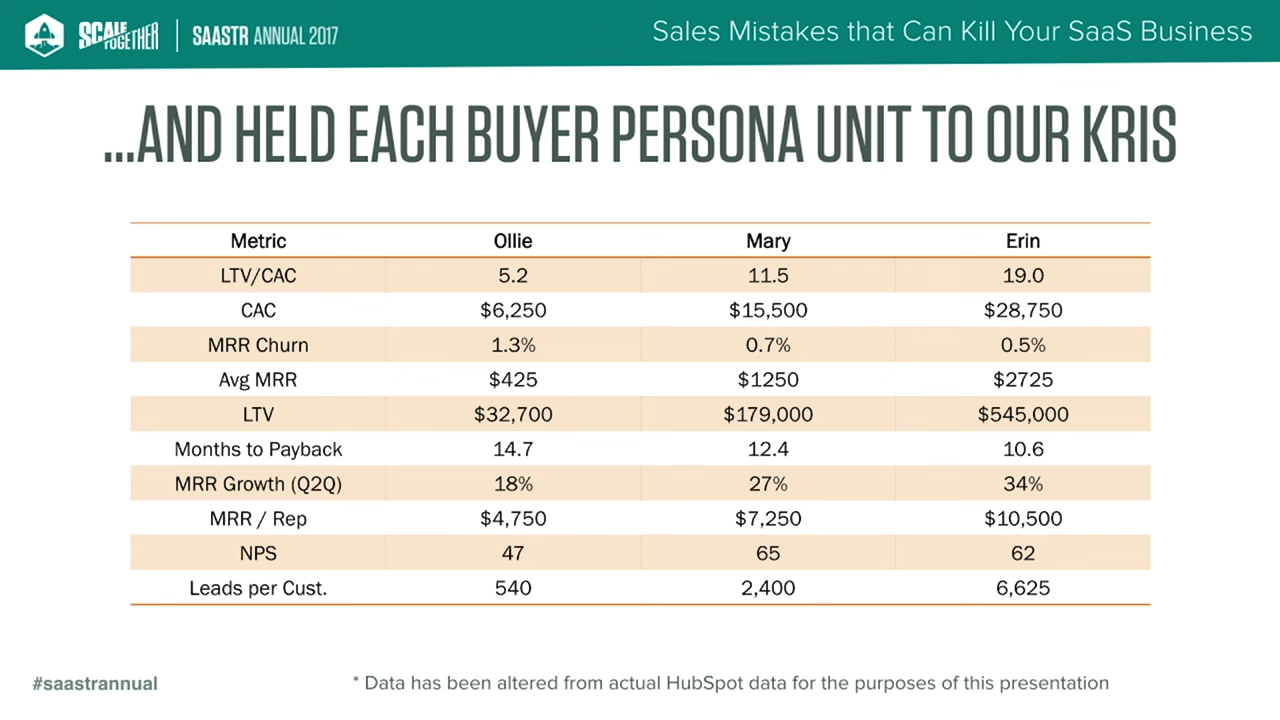 SCALE TOGETHER | SAASTR ANNUAL 2017
Sales Mistakes that Can Kill Your SaaS Business
...AND HELD EACH BUYER PERSONA UNIT TO OUR KRIS
Metric Ollie Mary Erin
LTV/CAC 5.2 11.5 19.0
CAC $6,250 $15,500 $28,750
MRR Churn 1.3% 0.7% 0.5%
Avg MRR $425 $1250 $2725
LTV $32,700 $179,000 $545,000
Months to Payback 14.7 12.4 10.6
MRR Growth (Q2Q) 18% 27% 34%
MRR / Rep $4,750 $7,250 $10,500
NPS 47 65 62
Leads per Cust. 540 2,400 6,625
#saastrannual
* Data has been altered from actual HubSpot data for the purposes of this presentation